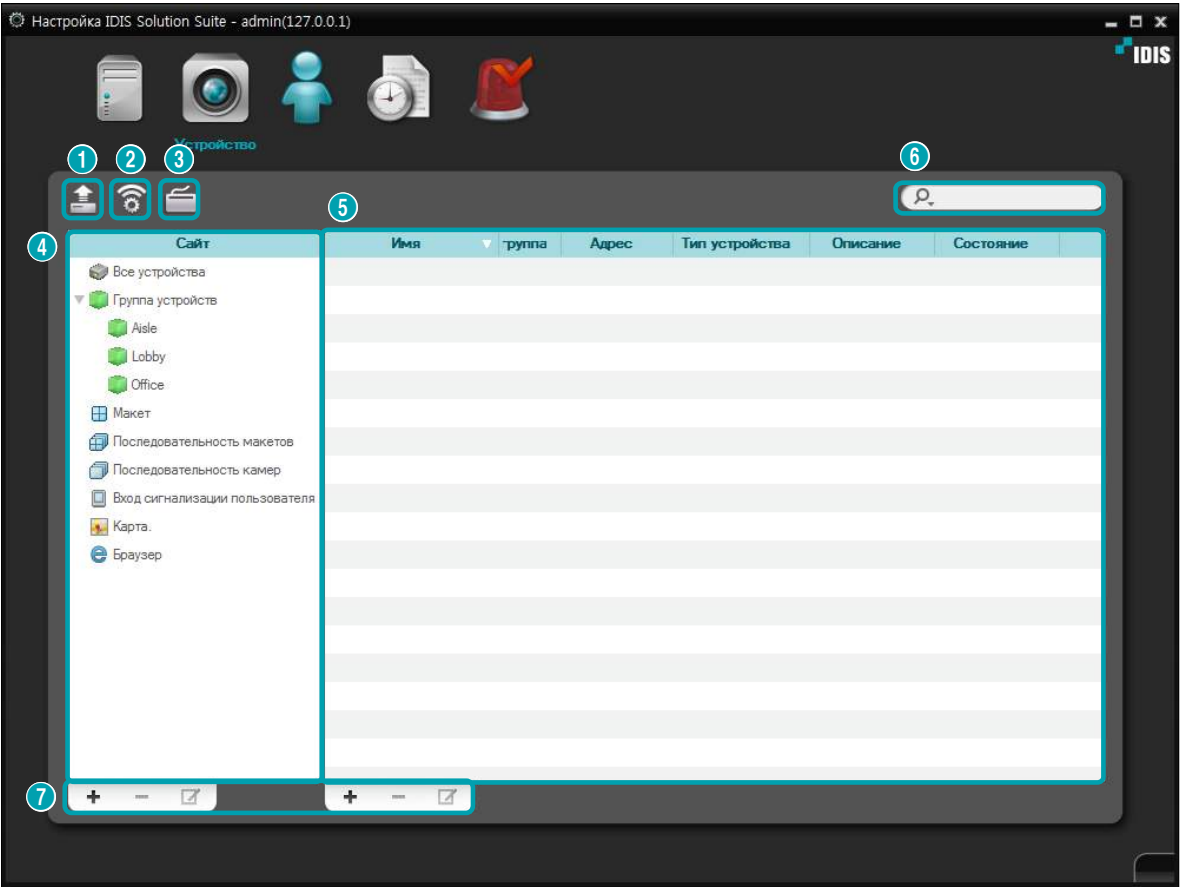 Настройка IDIS Solution Suite - admin(127.0.0.1)
IDIS
Устройство
1 2 3 6
5
4 Сайт Имя группа Адрес Тип устройства Описание Состояние
Все устройства
Группа устройств
Aisle
Lobby
Office
Макет
Последовательность макетов
Последовательность камер
Вход сигнализации пользователя
Карта.
Браузер
7